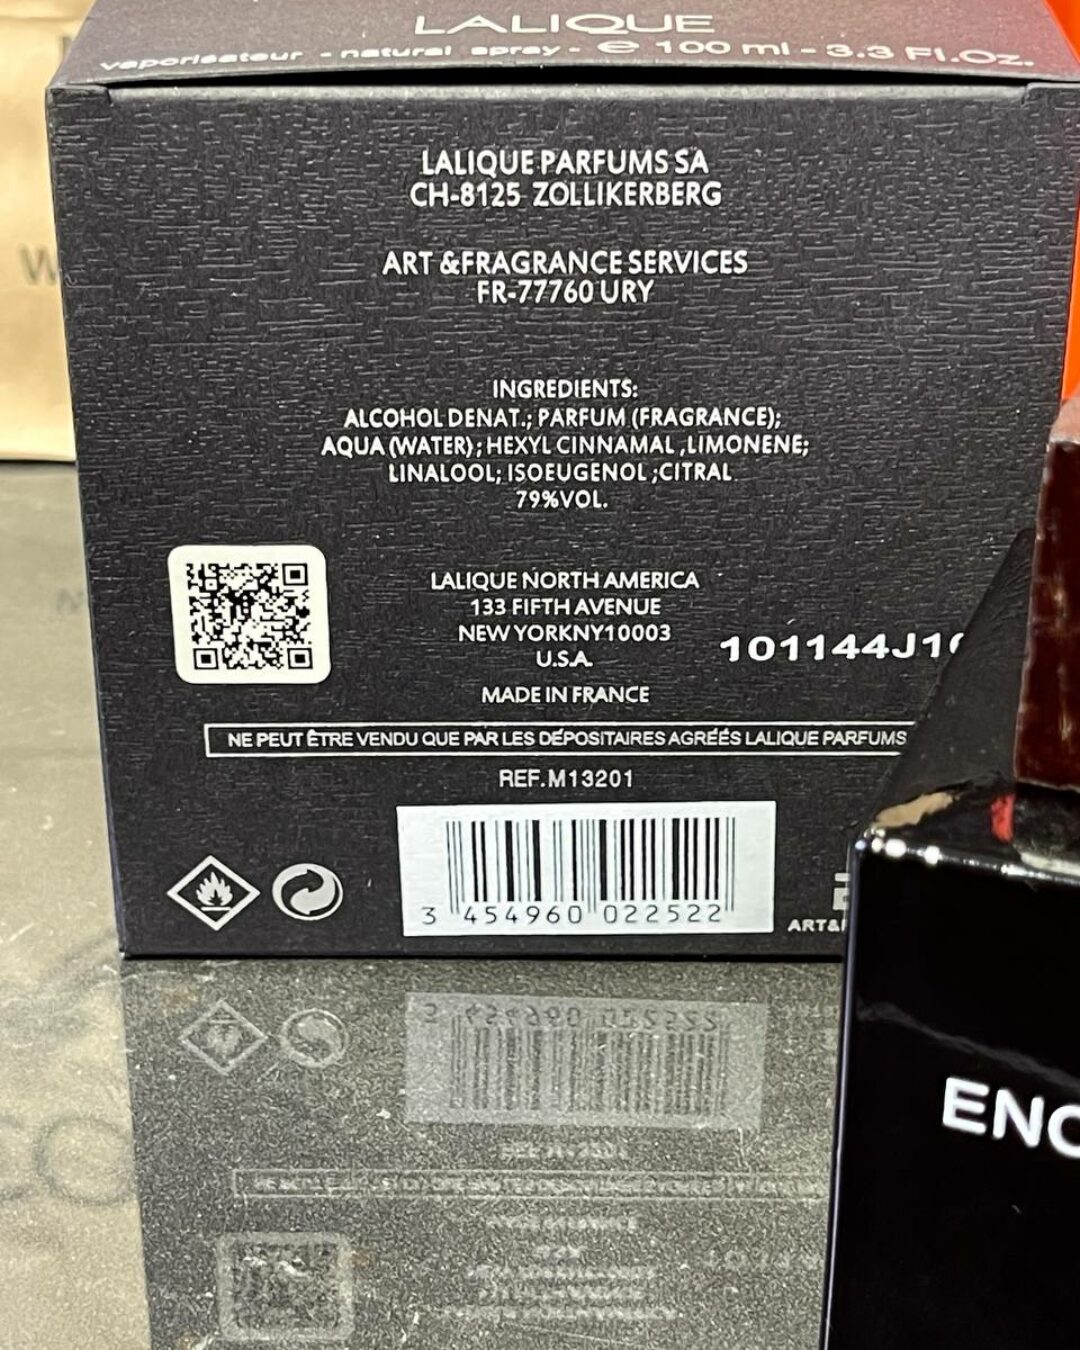 LALIQUE
vaporisateur - natural spray - ℮ 100 ml - 3.3 Fl.Oz.
LALIQUE PARFUMS SA
CH-8125 ZOLLIKERBERG
ART &FRAGRANCE SERVICES
FR-77760 URY
INGREDIENTS:
ALCOHOL DENAT.; PARFUM (FRAGRANCE);
AQUA (WATER) ; HEXYL CINNAMAL ,LIMONENE;
LINALOOL; ISOEUGENOL ;CITRAL
79%VOL.
LALIQUE NORTH AMERICA
133 FIFTH AVENUE
NEW YORKNY10003
U.S.A.
MADE IN FRANCE
101144J1
NE PEUT ÊTRE VENDU QUE PAR LES DÉPOSITAIRES AGRÉÉS LALIQUE PARFUMS
REF.M13201
3 454960 022522
ART&
ENC